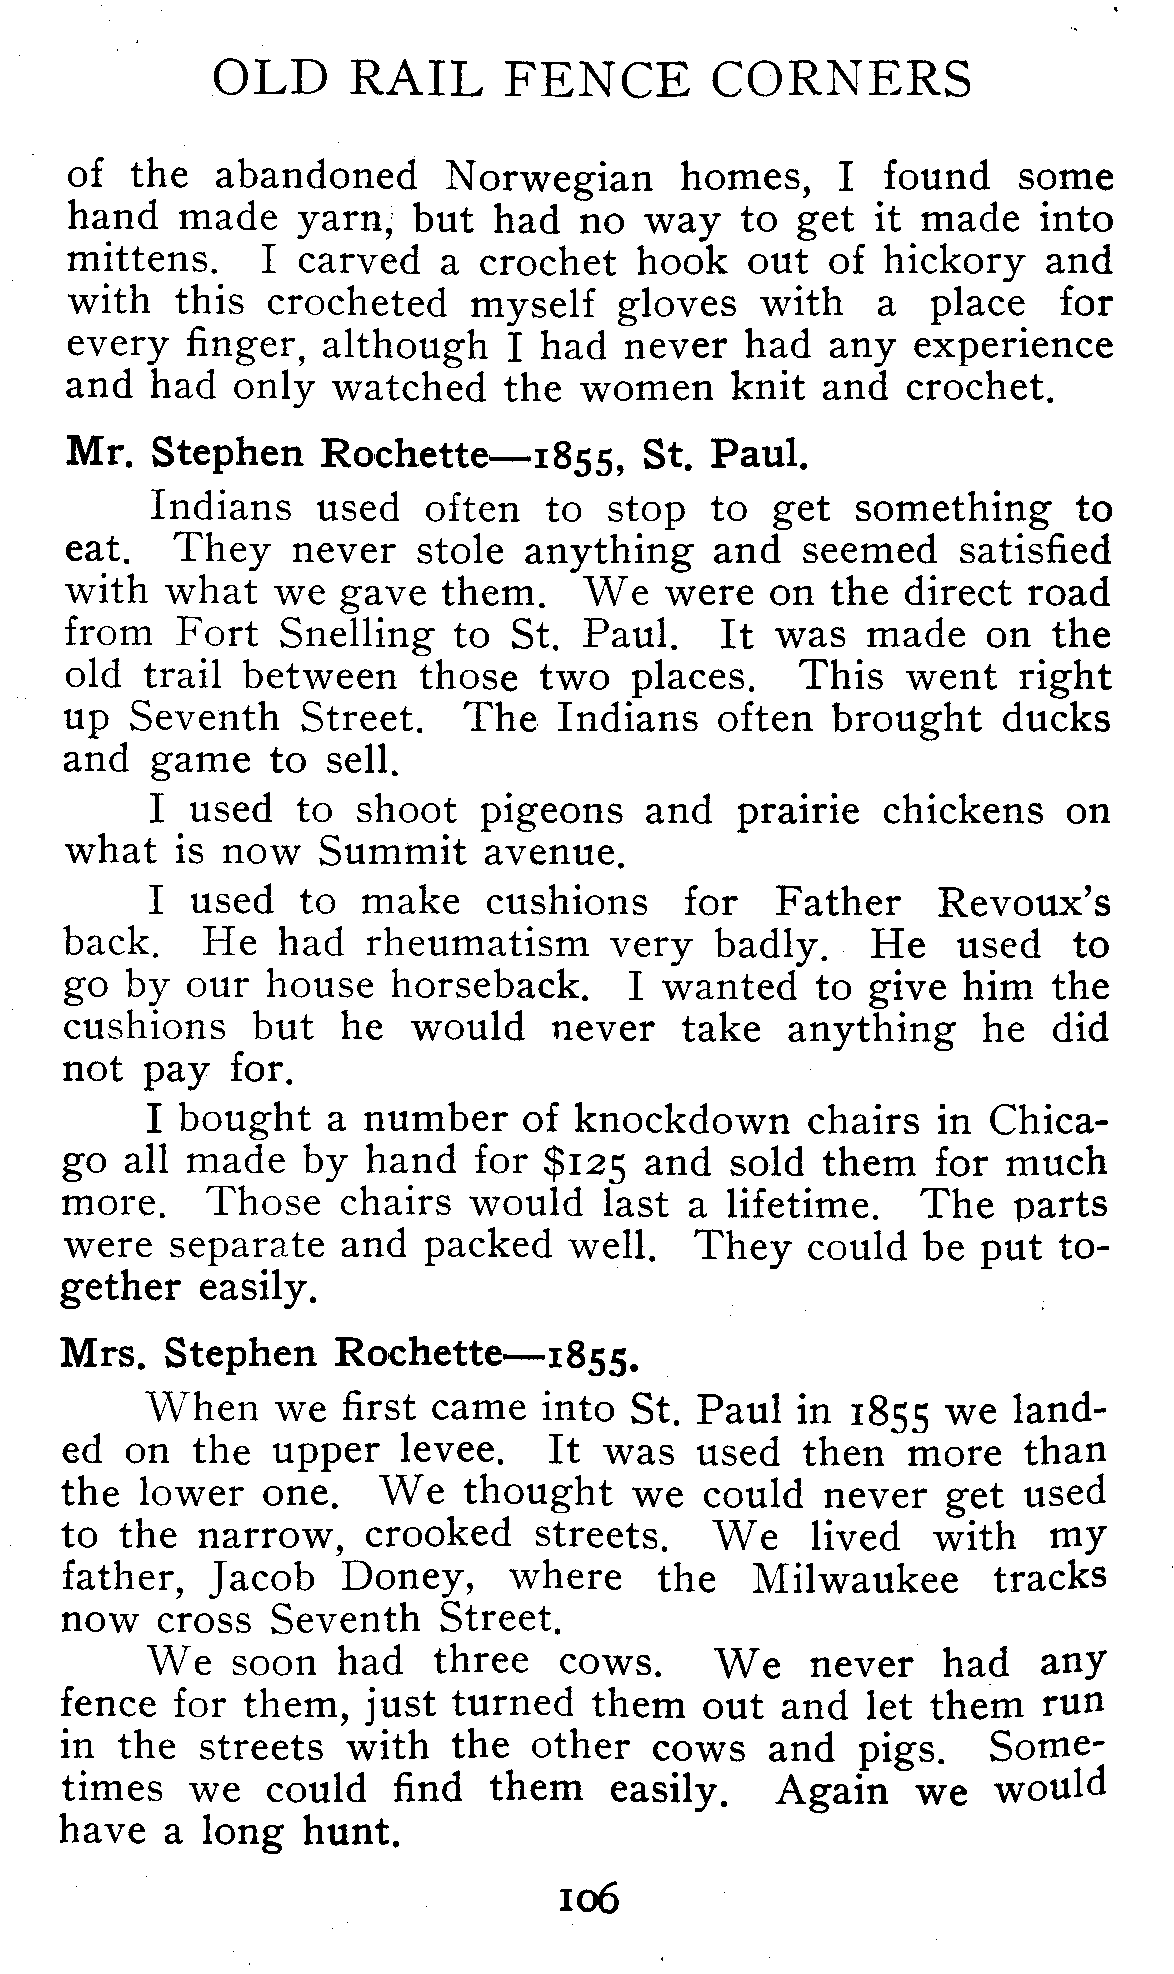 OLD RAIL FENCE CORNERS
of the abandoned Norwegian homes, I found some
hand made yarn, but had no way to get it made into
mittens. I carved a crochet hook out of hickory and
with this crocheted myself gloves with a place for
every finger, although I had never had any experience
and had only watched the women knit and crochet.
Mr. Stephen Rochette—1855, St. Paul.
Indians used often to stop to get something to
eat. They never stole anything and seemed satisfied
with what we gave them. We were on the direct road
from Fort Snelling to St. Paul. It was made on the
old trail between those two places. This went right
up Seventh Street. The Indians often brought ducks
and game to sell.
I used to shoot pigeons and prairie chickens on
what is now Summit avenue.
I used to make cushions for Father Revoux's
back. He had rheumatism very badly. He used to
go by our house horseback. I wanted to give him the
cushions but he would never take anything he did
not pay for.
I bought a number of knockdown chairs in Chica-
go all made by hand for $125 and sold them for much
more. Those chairs would last a lifetime. The parts
were separate and packed well. They could be put to-
gether easily.
Mrs. Stephen Rochette—1855.
When we first came into St. Paul in 1855 we land-
ed on the upper levee. It was used then more than
the lower one. We thought we could never get used
to the narrow, crooked streets. We lived with my
father, Jacob Doney, where the Milwaukee tracks
now cross Seventh Street.
We soon had three cows. We never had any
fence for them, just turned them out and let them run
in the streets with the other cows and pigs. Some-
times we could find them easily. Again we would
have a long hunt.
106